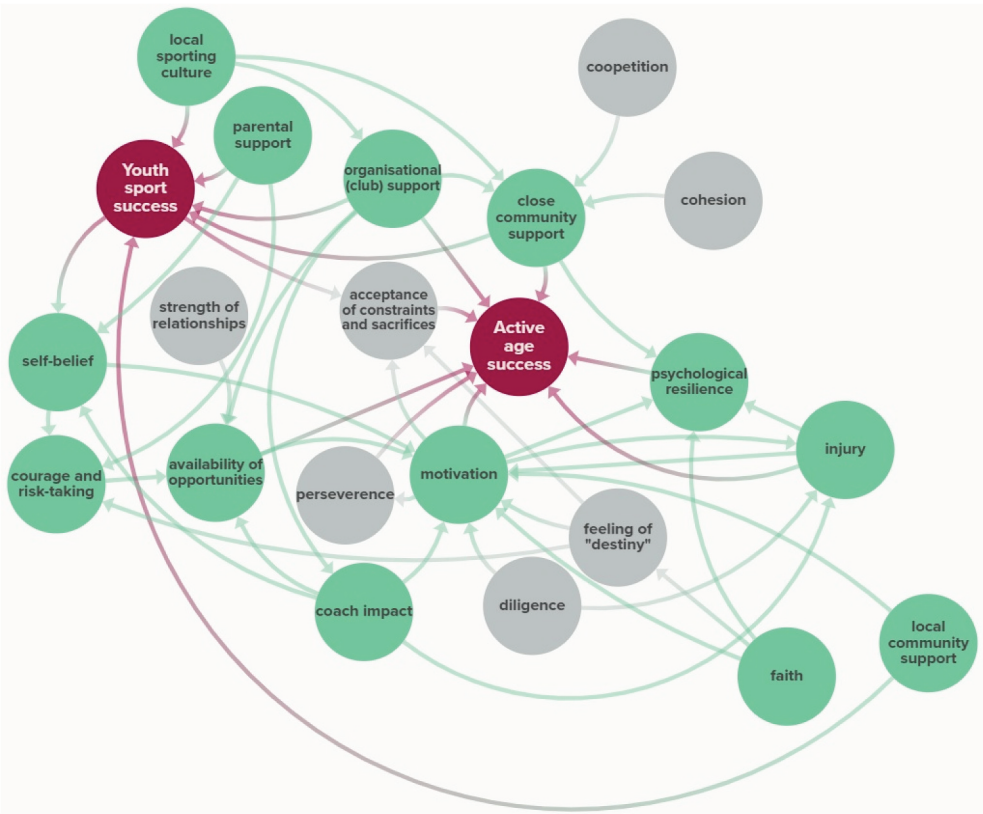 local
sporting
culture
coopetition
parental
support
Youth
sport
success
organisational
(club) support
close
community
support
cohesion
strength of
relationships
acceptance
of constraints
and sacrifices
Active
age
success
self-belief
psychological
resilience
courage and
risk-taking
availability of
opportunities
perseverence
motivation
injury
feeling of
"destiny"
coach impact
diligence
local
community
support
faith